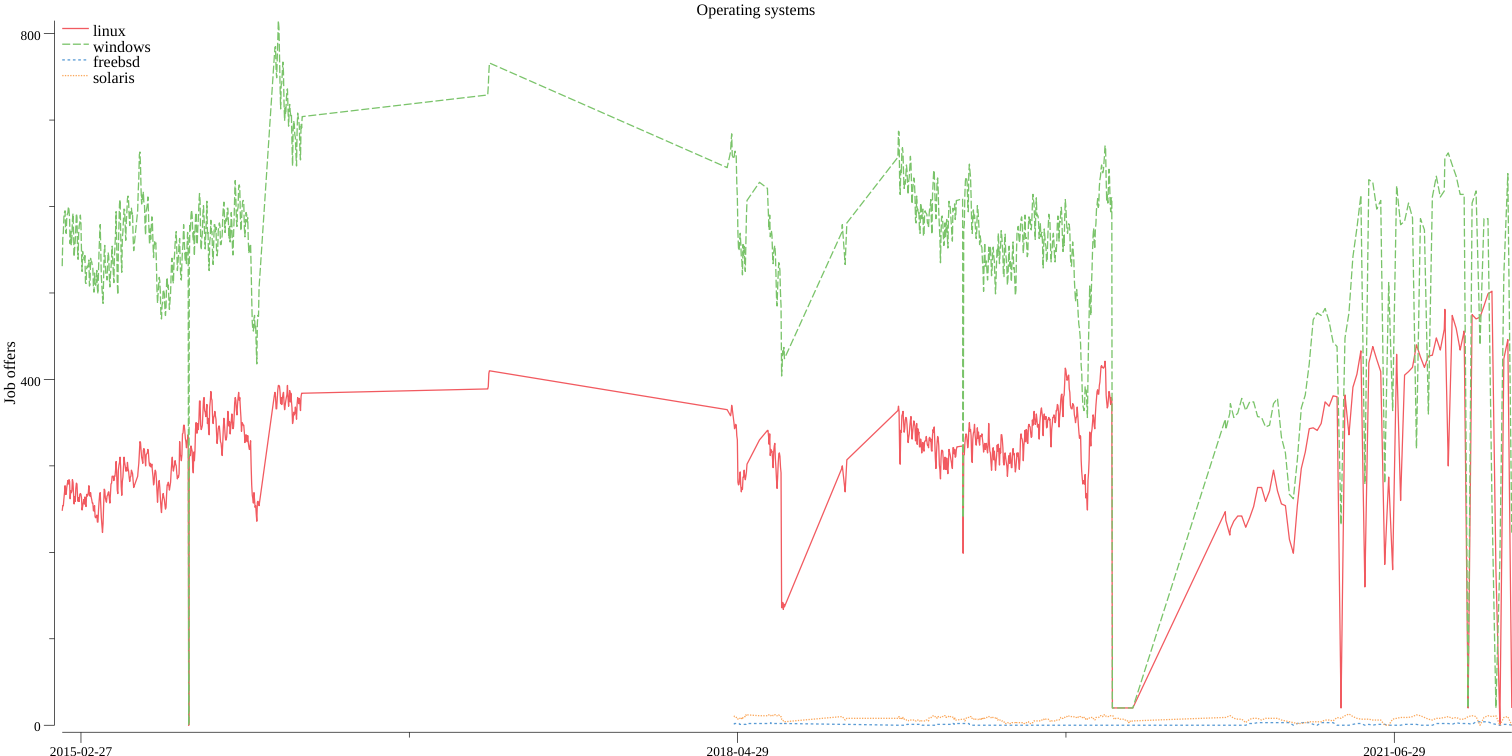 Operating systems
800
linux
windows
freebsd
solaris
Job offers
400
0
2015-02-27
2018-04-29
2021-06-29